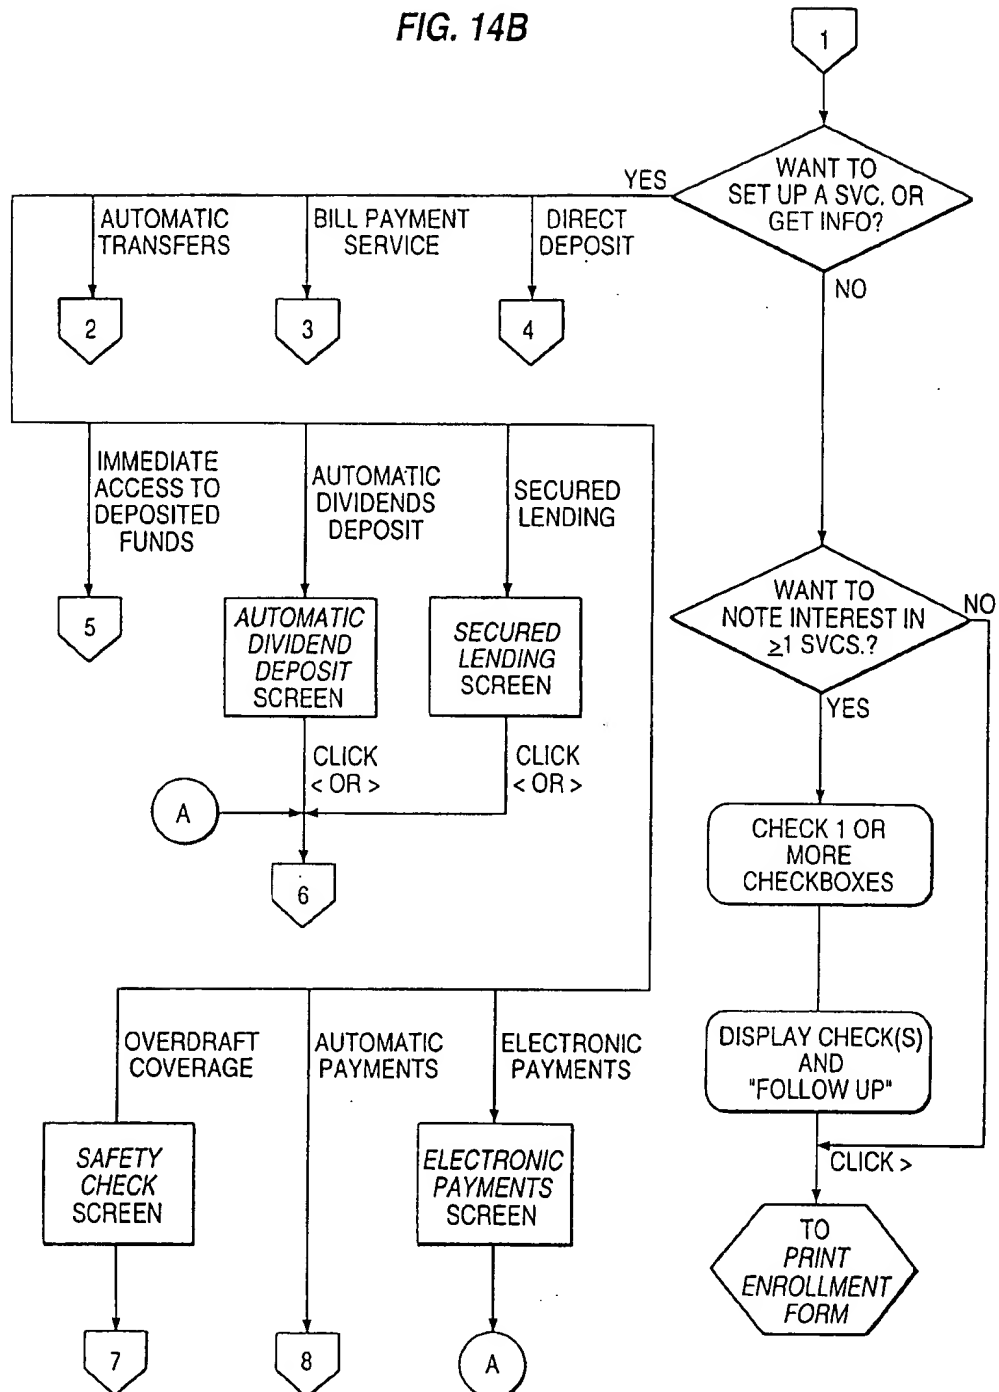 FIG. 14B
1
WANT TO
SET UP A SVC. OR
GET INFO?
YES
NO
AUTOMATIC
TRANSFERS
BILL PAYMENT
SERVICE
DIRECT
DEPOSIT
2
3
4
IMMEDIATE
ACCESS TO
DEPOSITED
FUNDS
AUTOMATIC
DIVIDENDS
DEPOSIT
SECURED
LENDING
5
AUTOMATIC
DIVIDEND
DEPOSIT
SCREEN
SECURED
LENDING
SCREEN
CLICK
< OR >
CLICK
< OR >
A
6
WANT TO
NOTE INTEREST IN
≥1 SVCS.?
NO
YES
CHECK 1 OR
MORE
CHECKBOXES
DISPLAY CHECK(S)
AND
"FOLLOW UP"
CLICK >
TO
PRINT
ENROLLMENT
FORM
OVERDRAFT
COVERAGE
AUTOMATIC
PAYMENTS
ELECTRONIC
PAYMENTS
SAFETY
CHECK
SCREEN
ELECTRONIC
PAYMENTS
SCREEN
7
8
A